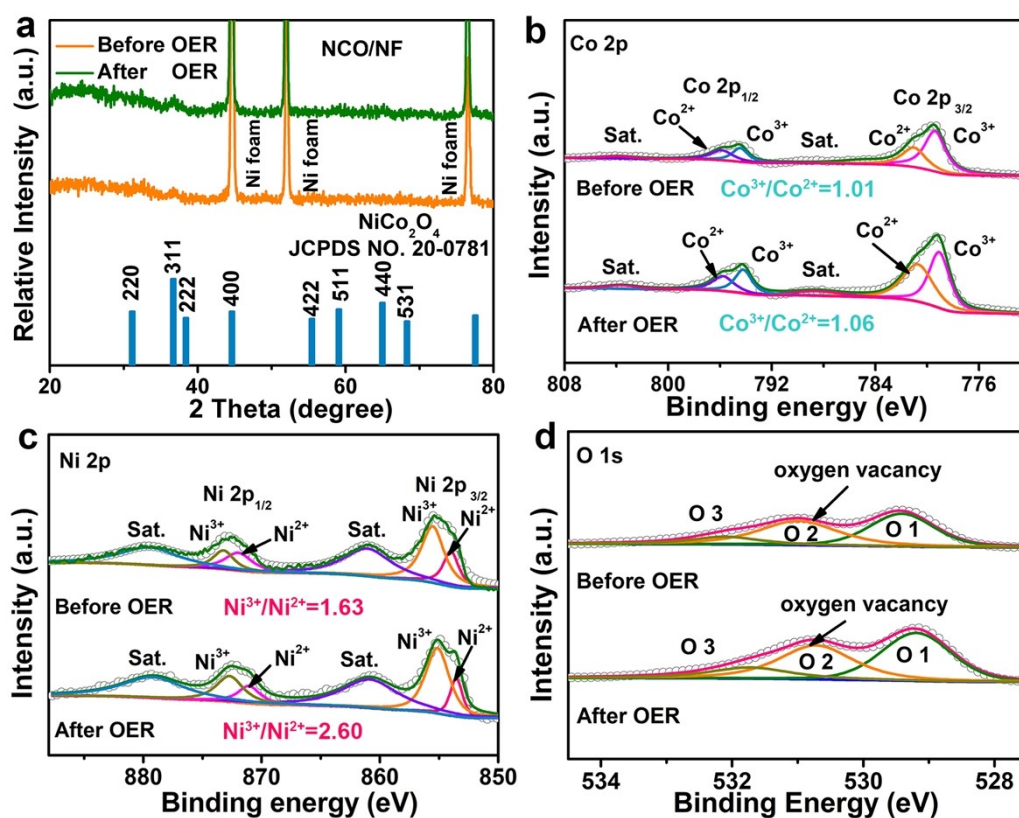 a
Before OER
After OER
NCO/NF
Relative Intensity (a.u.)
Ni foam
Ni foam
Ni foam
NiCo₂O₄
JCPDS NO. 20-0781
220
311
222
400
422
511
440
531
20
40
60
80
2 Theta (degree)
b
Co 2p
Intensity (a.u.)
Co 2p₁/₂
Co 2p ₃/₂
Co²⁺
Co³⁺
Co²⁺
Co³⁺
Sat.
Sat.
Before OER
Co³⁺/Co²⁺=1.01
Co²⁺
Co³⁺
Co²⁺
Co³⁺
Sat.
Sat.
After OER
Co³⁺/Co²⁺=1.06
808
800
792
784
776
Binding energy (eV)
c
Ni 2p
Intensity (a.u.)
Ni 2p₁/₂
Ni 2p ₃/₂
Sat.
Ni³⁺
Ni²⁺
Sat.
Ni³⁺
Ni²⁺
Before OER
Ni³⁺/Ni²⁺=1.63
Sat.
Ni³⁺
Ni²⁺
Sat.
Ni³⁺
Ni²⁺
After OER
Ni³⁺/Ni²⁺=2.60
880
870
860
850
Binding energy (eV)
d
O 1s
Intensity (a.u.)
oxygen vacancy
O 3
O 2
O 1
Before OER
oxygen vacancy
O 3
O 2
O 1
After OER
534
532
530
528
Binding Energy (eV)